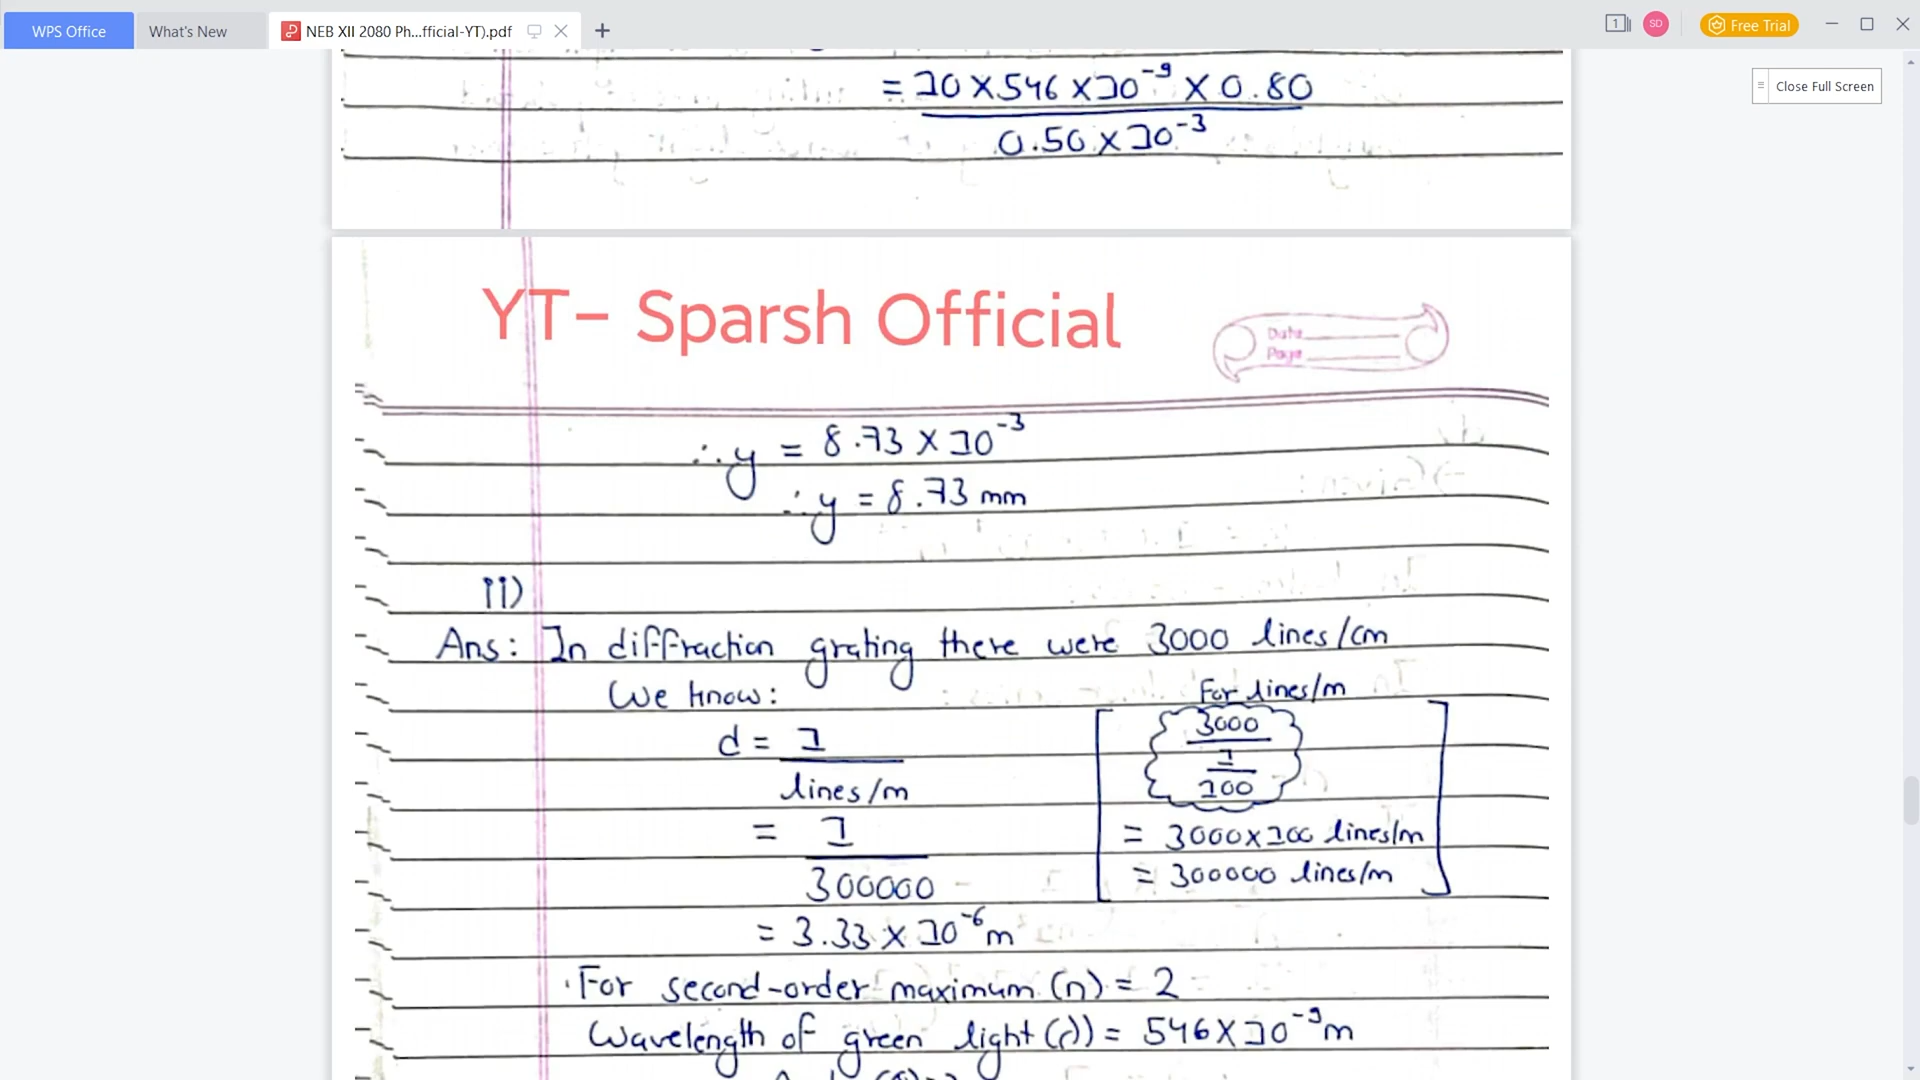 WPS Office
What's New
NEB XII 2080 Ph...fficial-YT).pdf
1
SD
Free Trial
Close Full Screen
= 10 × 546 × 10⁻⁹ × 0.80
0.50 × 10⁻³
YT- Sparsh Official
Date
Page
∴ y = 8.73 × 10⁻³
∴ y = 8.73 mm
ii)
Ans: In diffraction grating there were 3000 lines/cm
We know:
For lines/m
d = 1
lines/m
3000
1
100
= 1
300000
= 3000×100 lines/m
= 300000 lines/m
= 3.33 × 10⁻⁶ m
For second-order maximum (n) = 2
Wavelength of green light (λ) = 546 × 10⁻⁹ m